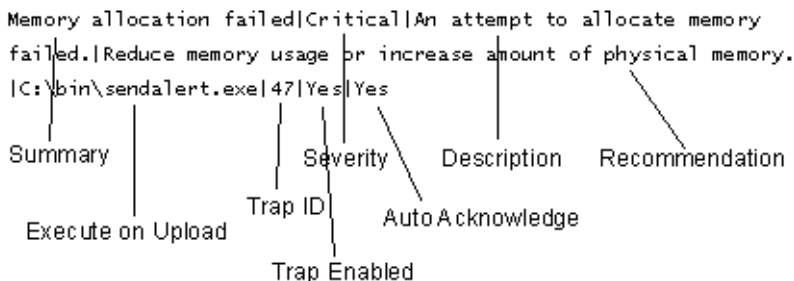 Memory allocation failed|Critical|An attempt to allocate memory
failed.|Reduce memory usage or increase amount of physical memory.
|C:\bin\sendalert.exe|47|Yes|Yes
Summary
Severity
Description
Recommendation
Trap ID
Auto Acknowledge
Execute on Upload
Trap Enabled